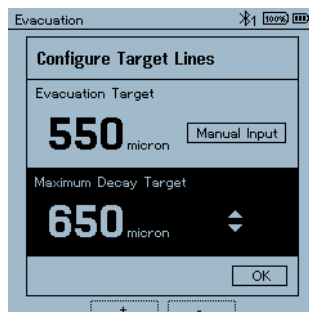 Evacuation 1 100%
Configure Target Lines
Evacuation Target
550 micron Manual Input
Maximum Decay Target
650 micron
OK
+ -